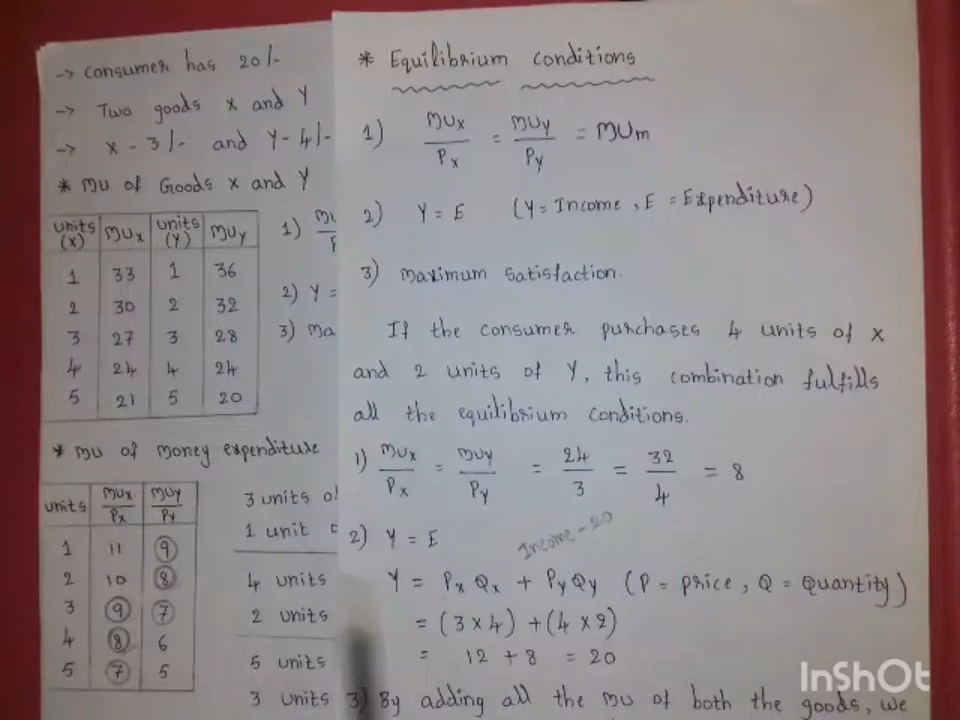 -> Consumer has 20/-
-> Two goods X and Y
-> X - 3/- and Y - 4/-
* MU of Goods X and Y
units (X) MUx units (Y) MUy
1 33 1 36
2 30 2 32
3 27 3 28
4 24 4 24
5 21 5 20
1)
2) Y =
3) Ma
* MU of Money expenditure
units MUx/Px MUy/Py
1 11 9
2 10 8
3 9 7
4 8 6
5 7 5
3 units of
1 unit
4 units
2 units
5 units
3 units
* Equilibrium conditions
1) MUx/Px = MUy/Py = MUm
2) Y = E (Y = Income, E = Expenditure)
3) Maximum Satisfaction.
If the consumer purchases 4 units of X
and 2 units of Y, this combination fulfills
all the equilibrium conditions.
1) MUx/Px = MUy/Py = 24/3 = 32/4 = 8
2) Y = E
Income - 20
Y = PxQx + PyQy (P = price, Q = Quantity)
= (3×4) + (4×2)
= 12 + 8 = 20
3) By adding all the MU of both the goods, we
InShOt